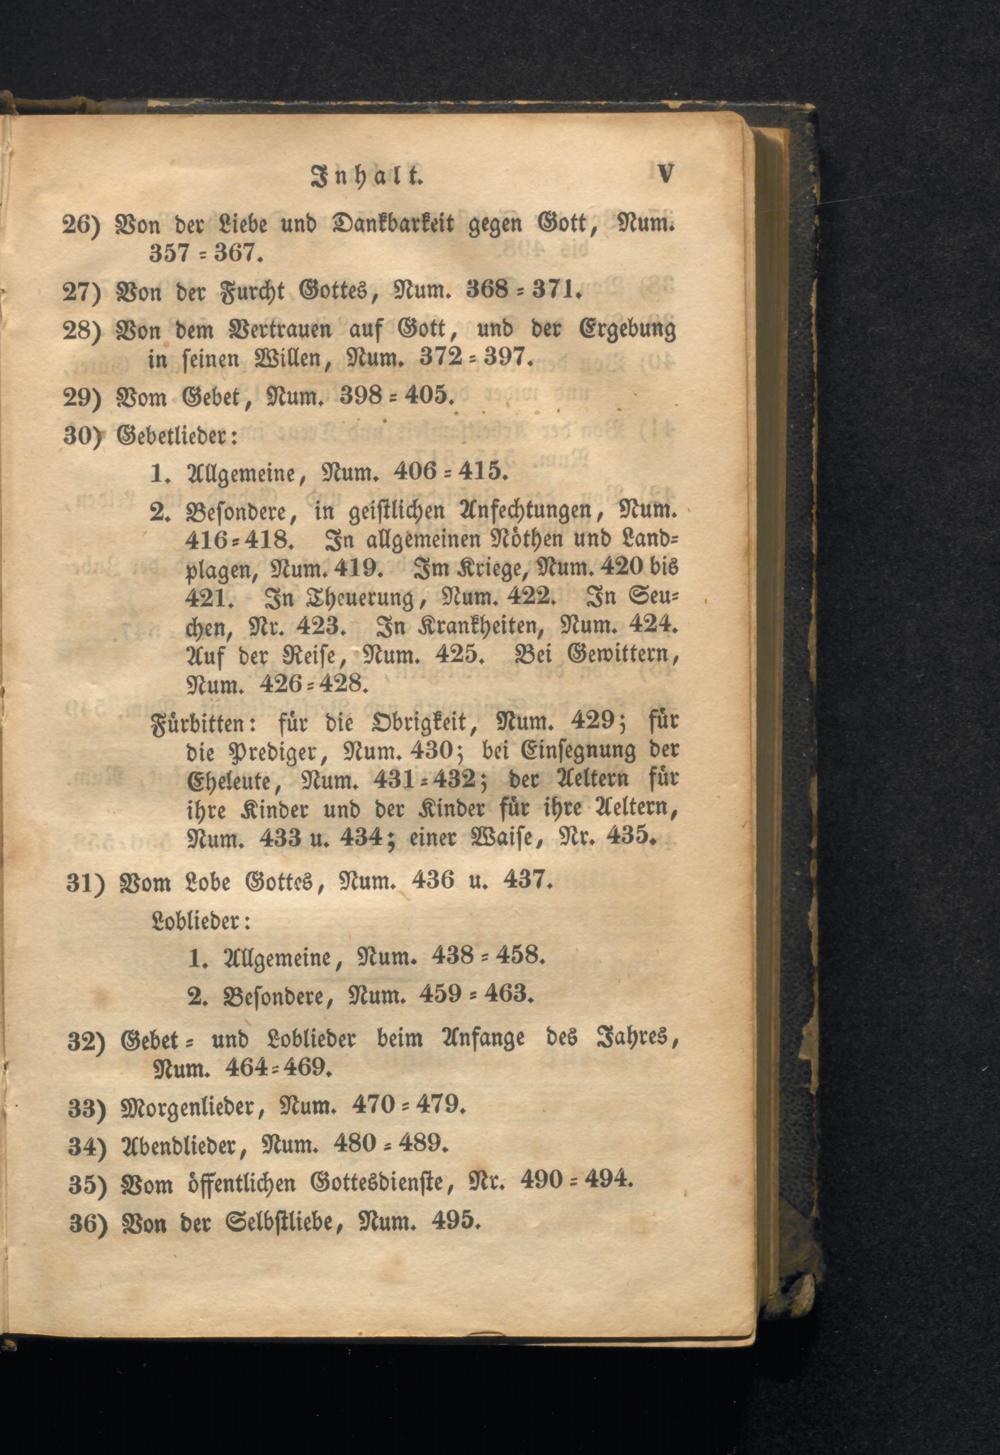 Inhalt. V
26) Von der Liebe und Dankbarkeit gegen Gott, Num.
357 = 367.
27) Von der Furcht Gottes, Num. 368 = 371.
28) Von dem Vertrauen auf Gott, und der Ergebung
in seinen Willen, Num. 372 = 397.
29) Vom Gebet, Num. 398 = 405.
30) Gebetlieder:
1. Allgemeine, Num. 406 = 415.
2. Besondere, in geistlichen Anfechtungen, Num.
416=418. In allgemeinen Nöthen und Land=
plagen, Num. 419. Im Kriege, Num. 420 bis
421. In Theuerung, Num. 422. In Seu=
chen, Nr. 423. In Krankheiten, Num. 424.
Auf der Reise, Num. 425. Bei Gewittern,
Num. 426=428.
Fürbitten: für die Obrigkeit, Num. 429; für
die Prediger, Num. 430; bei Einsegnung der
Eheleute, Num. 431=432; der Aeltern für
ihre Kinder und der Kinder für ihre Aeltern,
Num. 433 u. 434; einer Waise, Nr. 435.
31) Vom Lobe Gottes, Num. 436 u. 437.
Loblieder:
1. Allgemeine, Num. 438 = 458.
2. Besondere, Num. 459 = 463.
32) Gebet = und Loblieder beim Anfange des Jahres,
Num. 464=469.
33) Morgenlieder, Num. 470 = 479.
34) Abendlieder, Num. 480 = 489.
35) Vom öffentlichen Gottesdienste, Nr. 490 = 494.
36) Von der Selbstliebe, Num. 495.